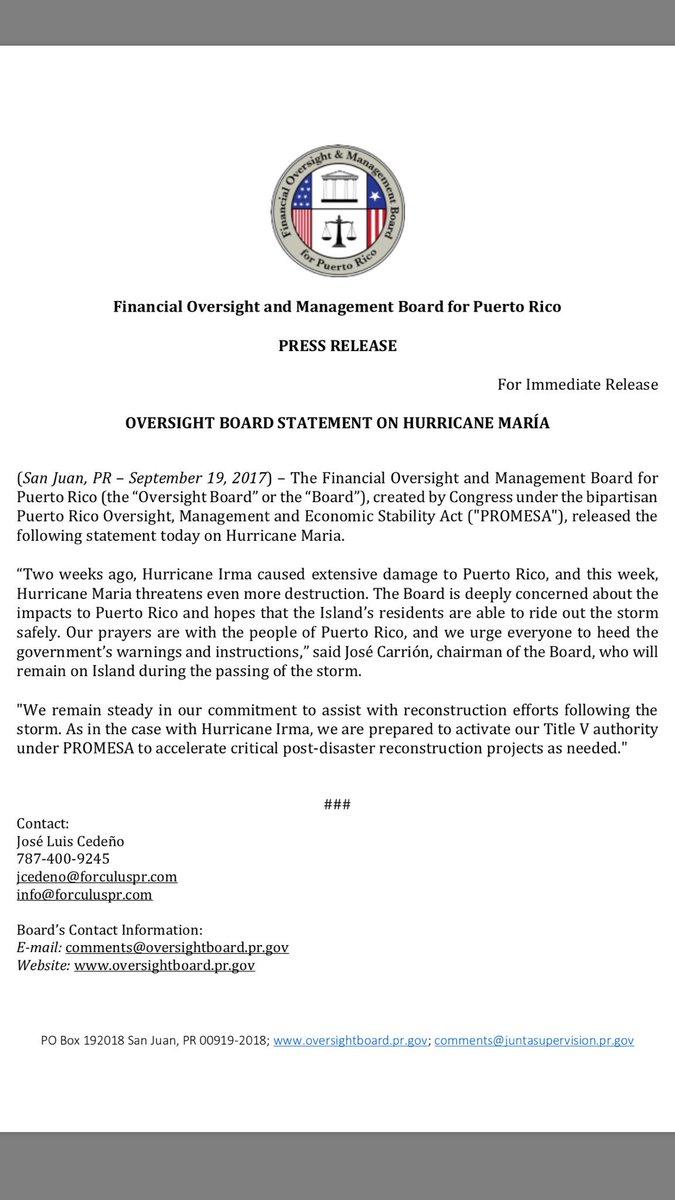 Financial Oversight & Management Board
for Puerto Rico
Financial Oversight and Management Board for Puerto Rico
PRESS RELEASE
For Immediate Release
OVERSIGHT BOARD STATEMENT ON HURRICANE MARÍA
(San Juan, PR – September 19, 2017) – The Financial Oversight and Management Board for
Puerto Rico (the “Oversight Board” or the “Board”), created by Congress under the bipartisan
Puerto Rico Oversight, Management and Economic Stability Act ("PROMESA"), released the
following statement today on Hurricane Maria.
“Two weeks ago, Hurricane Irma caused extensive damage to Puerto Rico, and this week,
Hurricane Maria threatens even more destruction. The Board is deeply concerned about the
impacts to Puerto Rico and hopes that the Island’s residents are able to ride out the storm
safely. Our prayers are with the people of Puerto Rico, and we urge everyone to heed the
government’s warnings and instructions,” said José Carrión, chairman of the Board, who will
remain on Island during the passing of the storm.
"We remain steady in our commitment to assist with reconstruction efforts following the
storm. As in the case with Hurricane Irma, we are prepared to activate our Title V authority
under PROMESA to accelerate critical post-disaster reconstruction projects as needed."
###
Contact:
José Luis Cedeño
787-400-9245
jcedeno@forculuspr.com
info@forculuspr.com
Board’s Contact Information:
E-mail: comments@oversightboard.pr.gov
Website: www.oversightboard.pr.gov
PO Box 192018 San Juan, PR 00919-2018; www.oversightboard.pr.gov; comments@juntasupervision.pr.gov